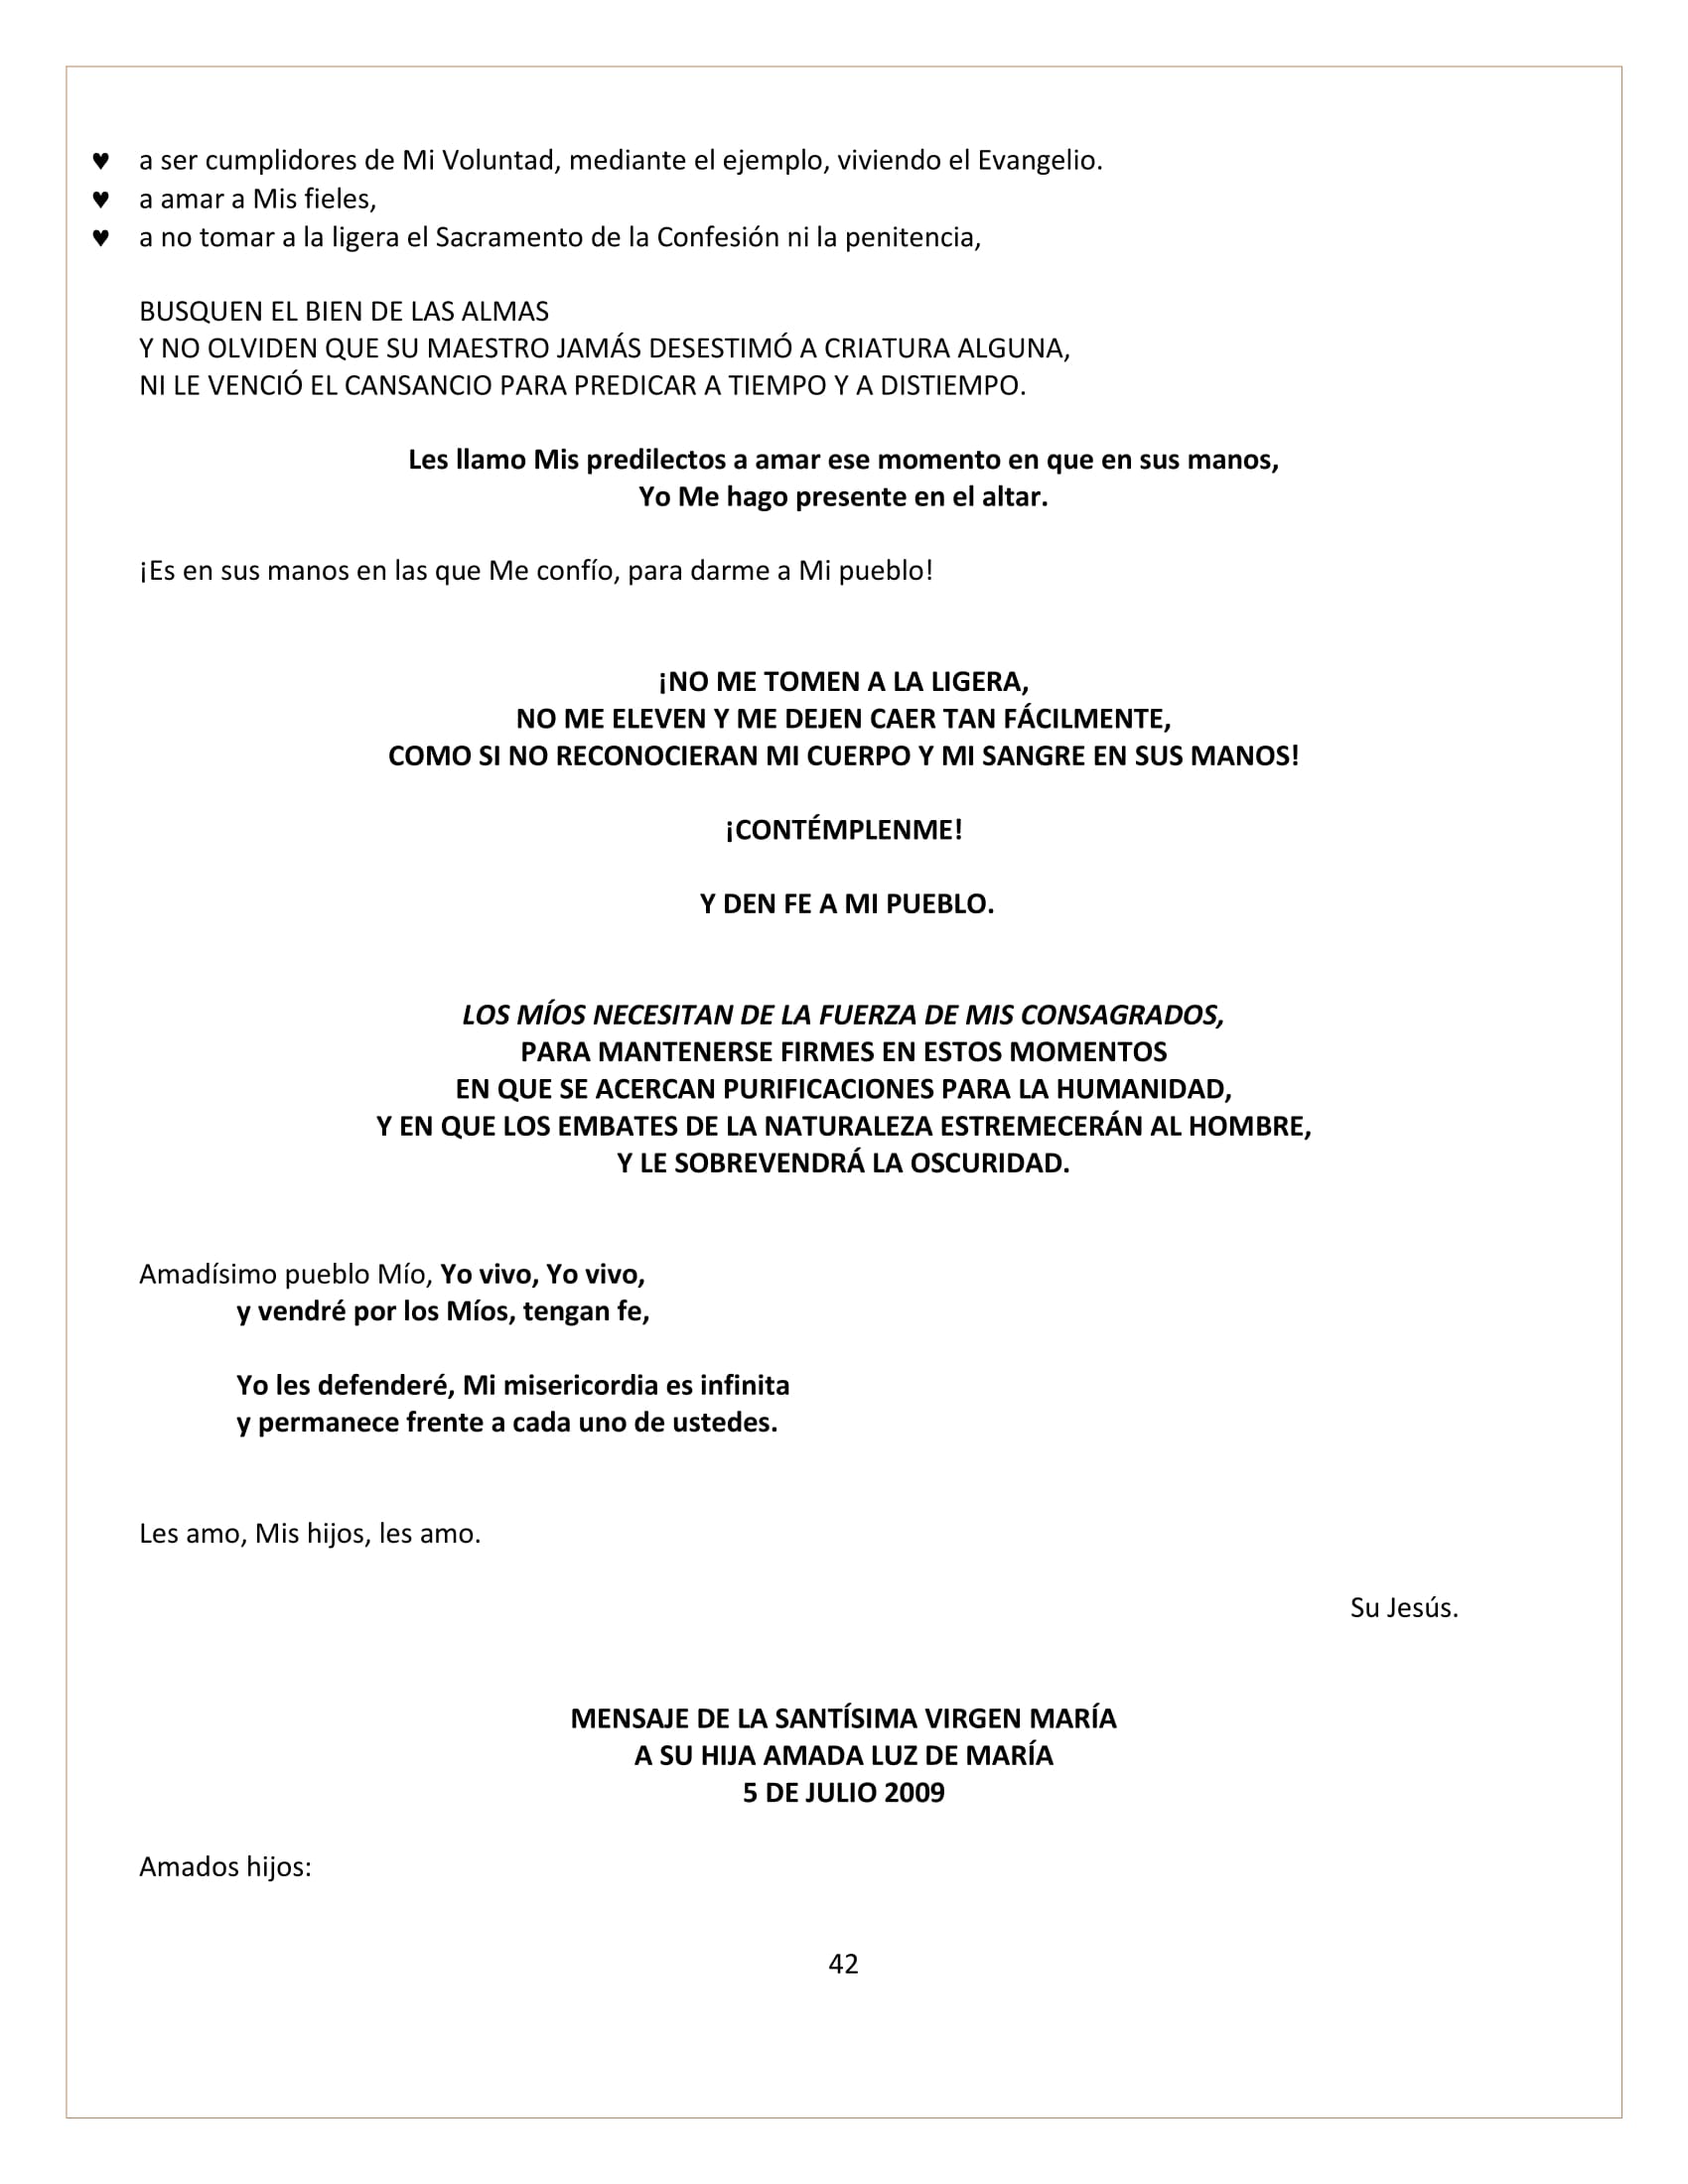 ♥ a ser cumplidores de Mi Voluntad, mediante el ejemplo, viviendo el Evangelio.
♥ a amar a Mis fieles,
♥ a no tomar a la ligera el Sacramento de la Confesión ni la penitencia,
BUSQUEN EL BIEN DE LAS ALMAS
Y NO OLVIDEN QUE SU MAESTRO JAMÁS DESESTIMÓ A CRIATURA ALGUNA,
NI LE VENCIÓ EL CANSANCIO PARA PREDICAR A TIEMPO Y A DISTIEMPO.
Les llamo Mis predilectos a amar ese momento en que en sus manos,
Yo Me hago presente en el altar.
¡Es en sus manos en las que Me confío, para darme a Mi pueblo!
¡NO ME TOMEN A LA LIGERA,
NO ME ELEVEN Y ME DEJEN CAER TAN FÁCILMENTE,
COMO SI NO RECONOCIERAN MI CUERPO Y MI SANGRE EN SUS MANOS!
¡CONTÉMPLENME!
Y DEN FE A MI PUEBLO.
LOS MÍOS NECESITAN DE LA FUERZA DE MIS CONSAGRADOS,
PARA MANTENERSE FIRMES EN ESTOS MOMENTOS
EN QUE SE ACERCAN PURIFICACIONES PARA LA HUMANIDAD,
Y EN QUE LOS EMBATES DE LA NATURALEZA ESTREMECERÁN AL HOMBRE,
Y LE SOBREVENDRÁ LA OSCURIDAD.
Amadísimo pueblo Mío, Yo vivo, Yo vivo,
y vendré por los Míos, tengan fe,
Yo les defenderé, Mi misericordia es infinita
y permanece frente a cada uno de ustedes.
Les amo, Mis hijos, les amo.
Su Jesús.
MENSAJE DE LA SANTÍSIMA VIRGEN MARÍA
A SU HIJA AMADA LUZ DE MARÍA
5 DE JULIO 2009
Amados hijos:
42